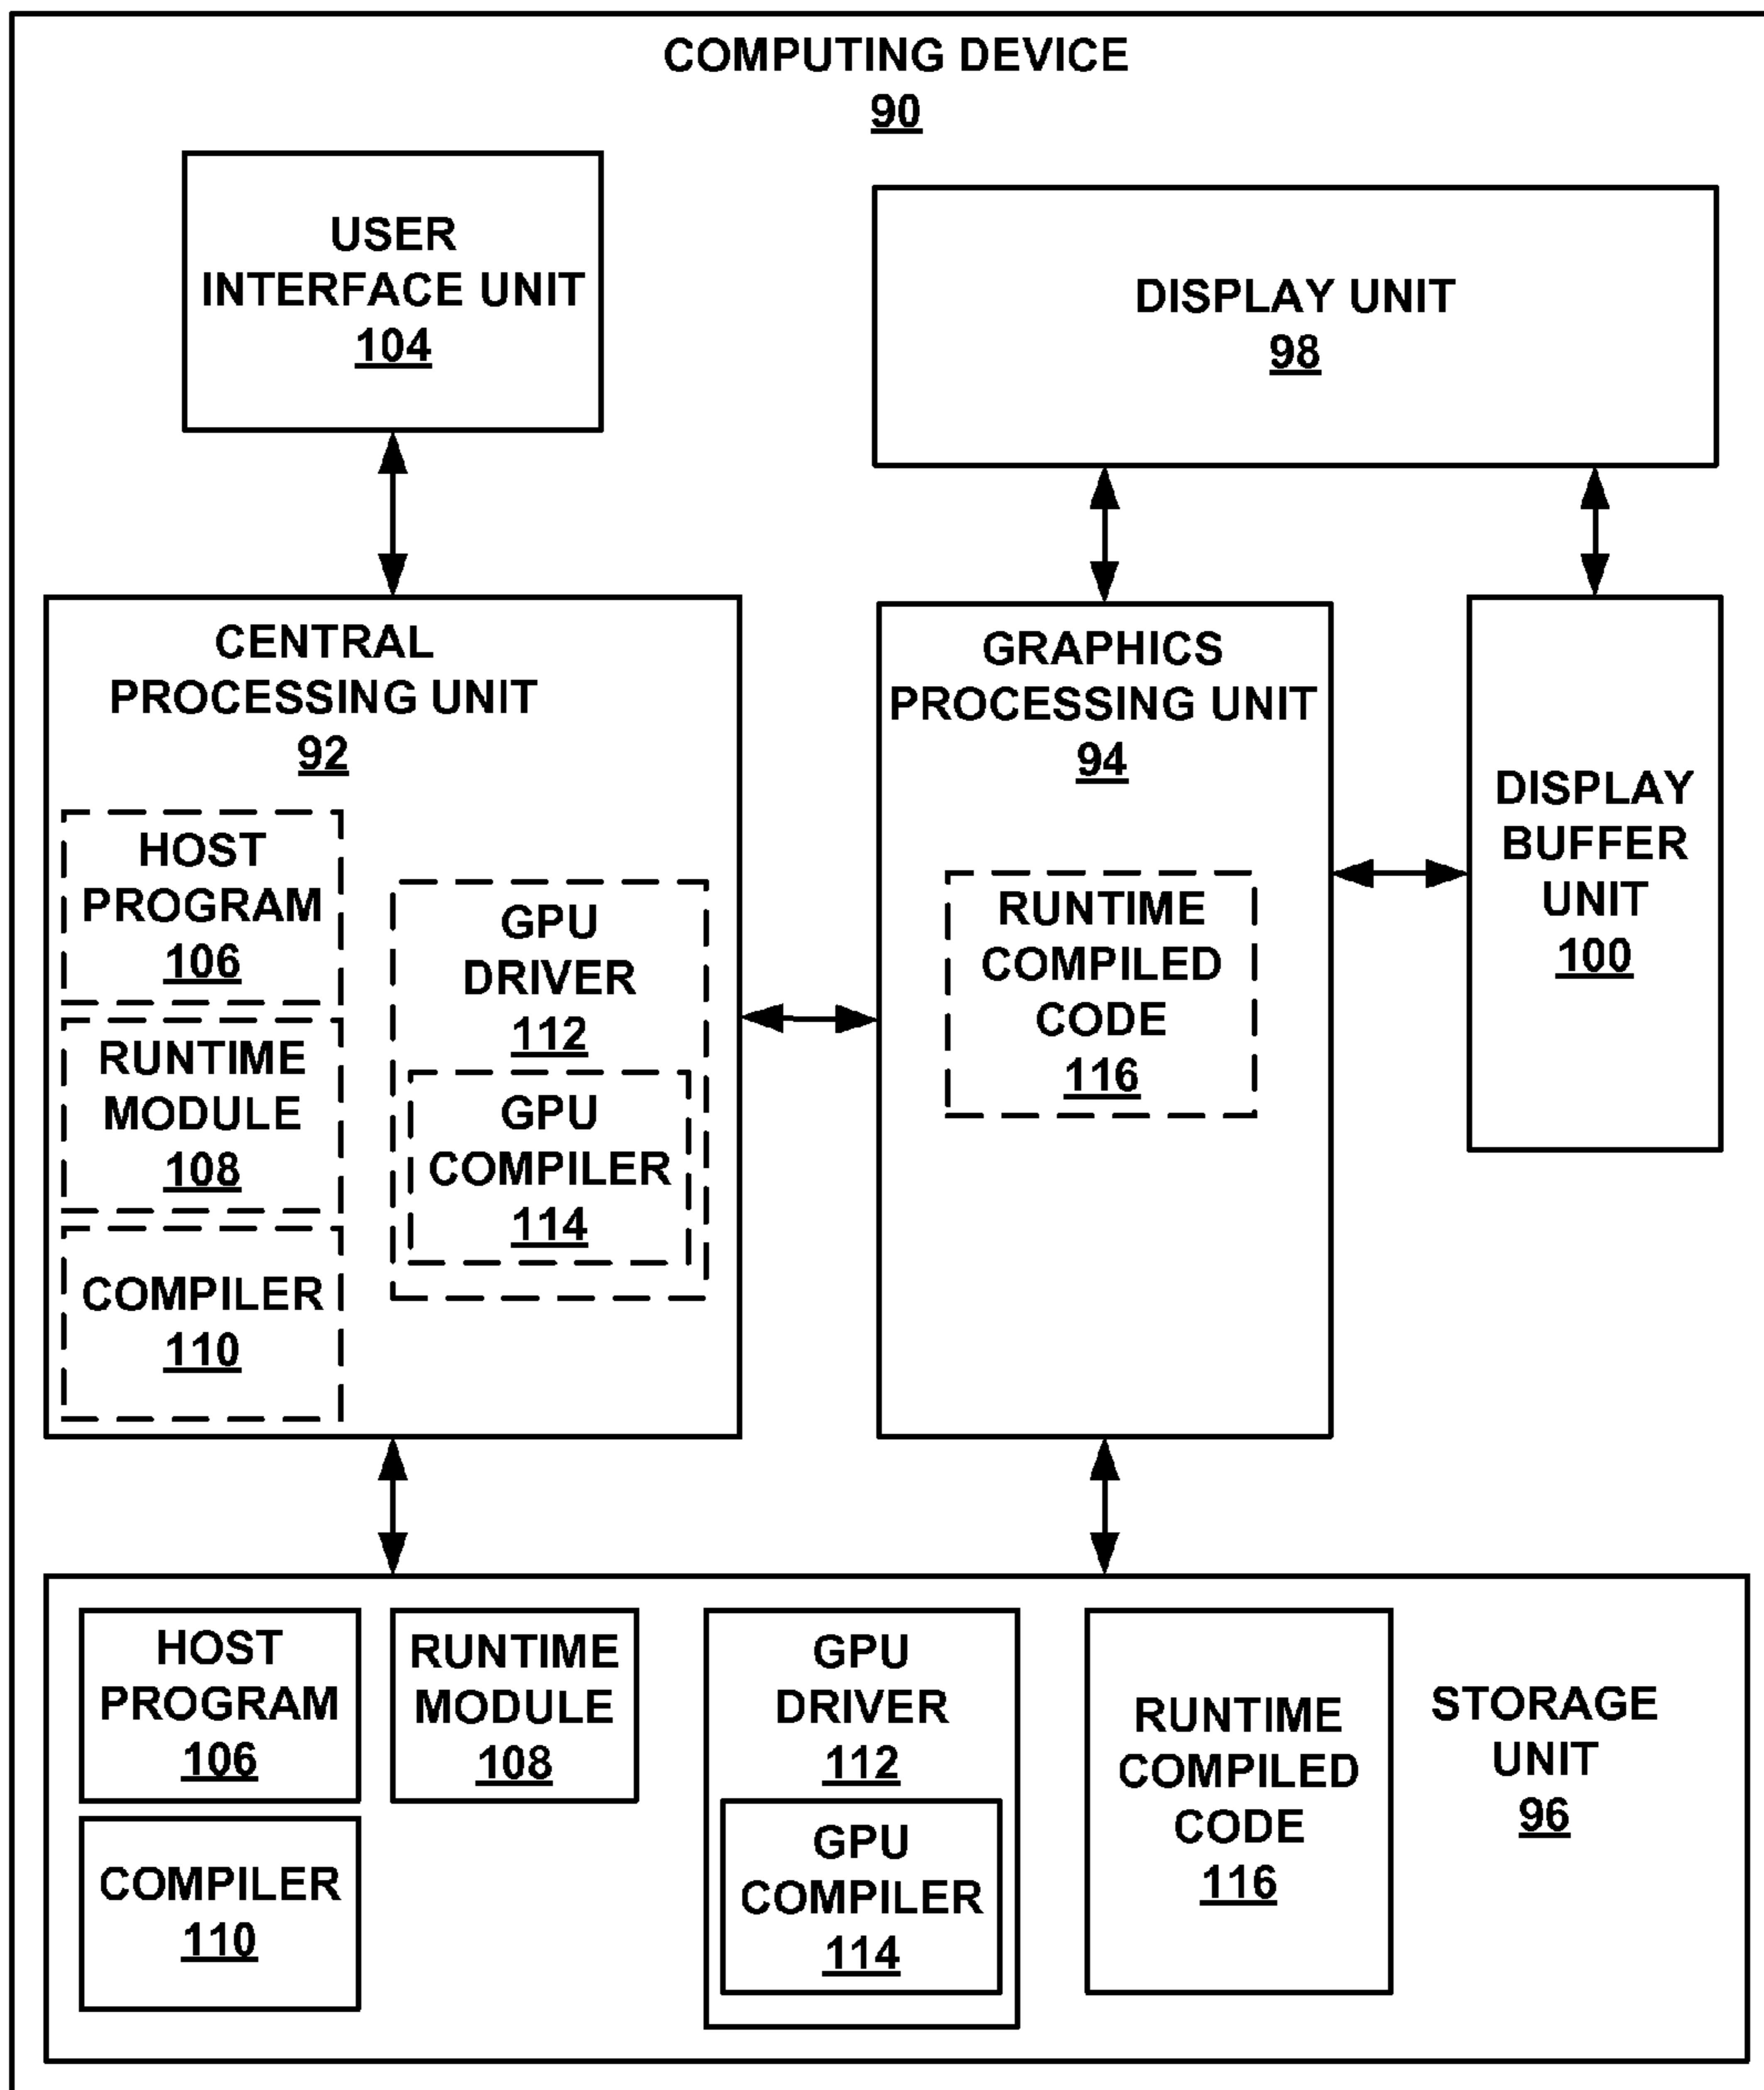 COMPUTING DEVICE
90
USER
INTERFACE UNIT
104
DISPLAY UNIT
98
CENTRAL
PROCESSING UNIT
92
HOST
PROGRAM
106
RUNTIME
MODULE
108
COMPILER
110
GPU
DRIVER
112
GPU
COMPILER
114
GRAPHICS
PROCESSING UNIT
94
RUNTIME
COMPILED
CODE
116
DISPLAY
BUFFER
UNIT
100
HOST
PROGRAM
106
RUNTIME
MODULE
108
COMPILER
110
GPU
DRIVER
112
GPU
COMPILER
114
RUNTIME
COMPILED
CODE
116
STORAGE
UNIT
96